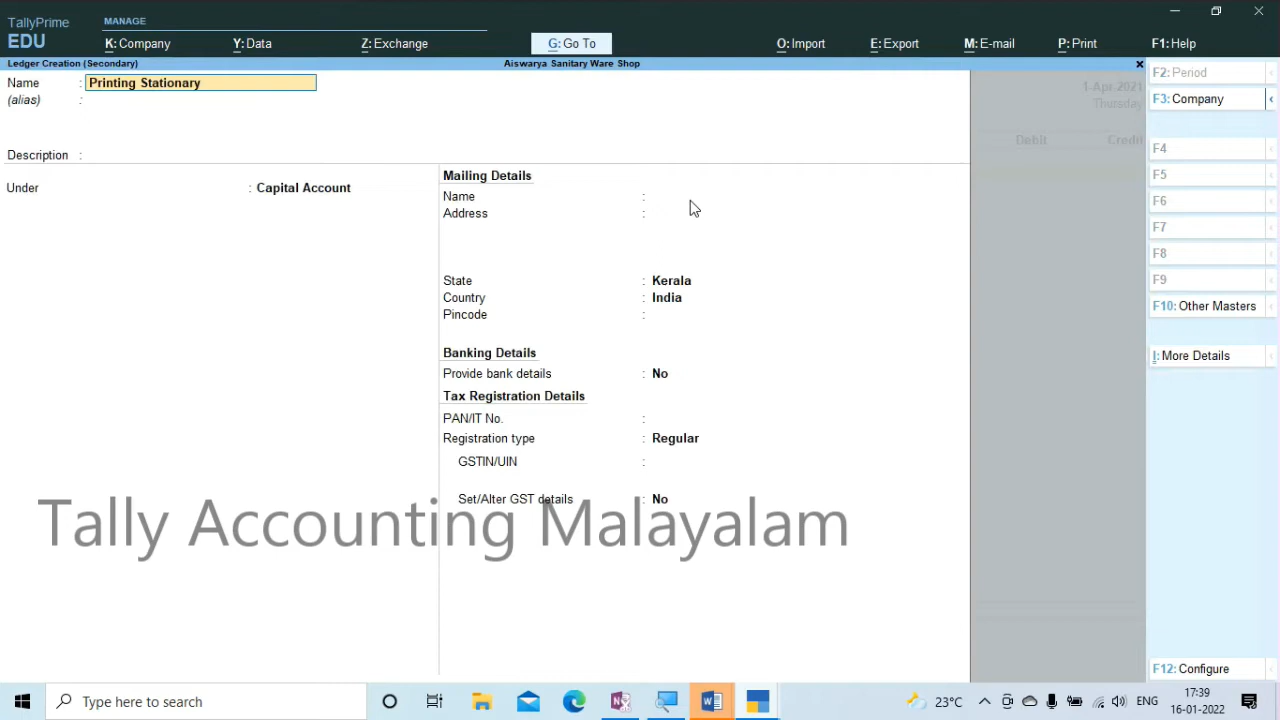 TallyPrime
MANAGE
EDU
K: Company
Y: Data
Z: Exchange
G: Go To
O: Import
E: Export
M: E-mail
P: Print
F1: Help
Ledger Creation (Secondary)
Aiswarya Sanitary Ware Shop
Name : Printing Stationary
(alias) :
Description :
Under : Capital Account
Mailing Details
Name :
Address :
State : Kerala
Country : India
Pincode :
Banking Details
Provide bank details : No
Tax Registration Details
PAN/IT No. :
Registration type : Regular
GSTIN/UIN :
Set/Alter GST details : No
1-Apr.2021
Thursday
Debit Credit
F2: Period
F3: Company
F4
F5
F6
F7
F8
F9
F10: Other Masters
I: More Details
F12: Configure
Tally Accounting Malayalam
Type here to search
23°C
ENG
17:39
16-01-2022